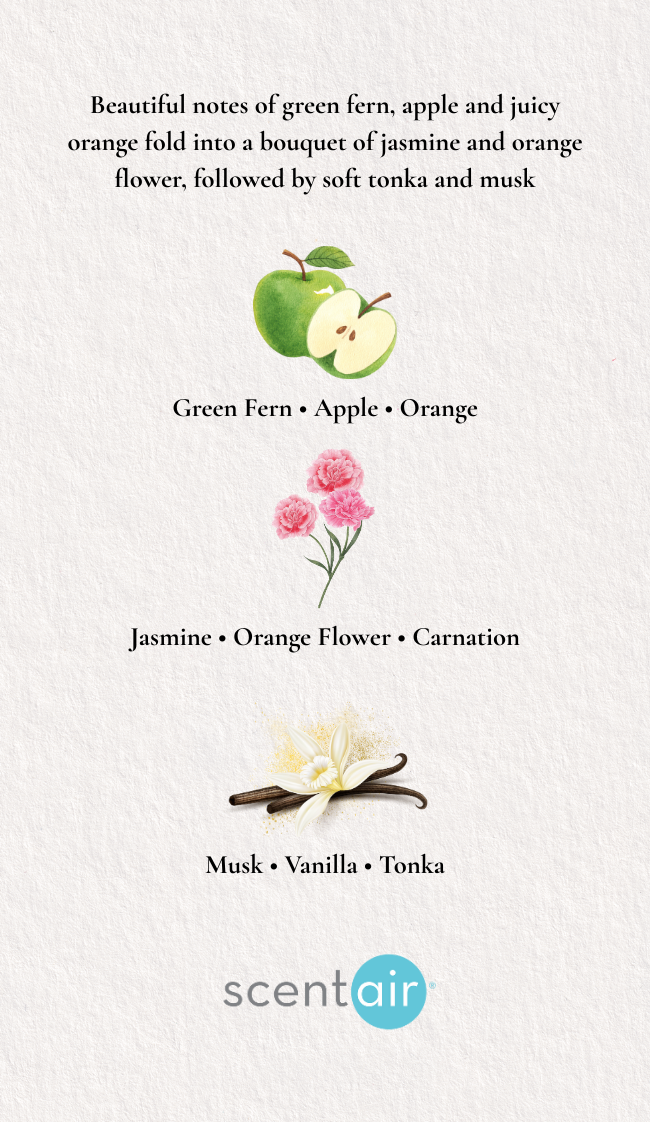 Beautiful notes of green fern, apple and juicy
orange fold into a bouquet of jasmine and orange
flower, followed by soft tonka and musk
Green Fern • Apple • Orange
Jasmine • Orange Flower • Carnation
Musk • Vanilla • Tonka
scentair®